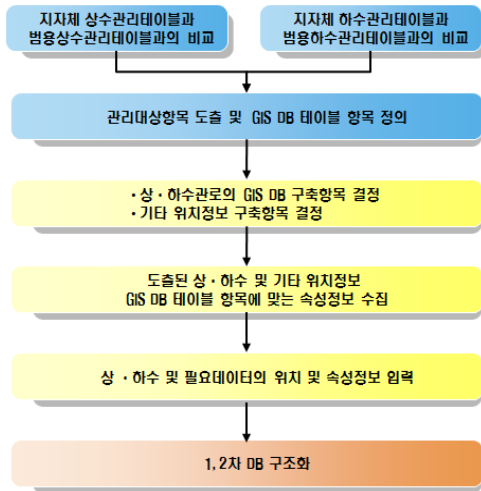 지자체 상수관리테이블과
범용상수관리테이블과의 비교
지자체 하수관리테이블과
범용하수관리테이블과의 비교
관리대상항목 도출 및 GIS DB 테이블 항목 정의
· 상 · 하수관로의 GIS DB 구축항목 결정
· 기타 위치정보 구축항목 결정
도출된 상 · 하수 및 기타 위치정보
GIS DB 테이블 항목에 맞는 속성정보 수집
상 · 하수 및 필요데이터의 위치 및 속성정보 입력
1, 2차 DB 구조화